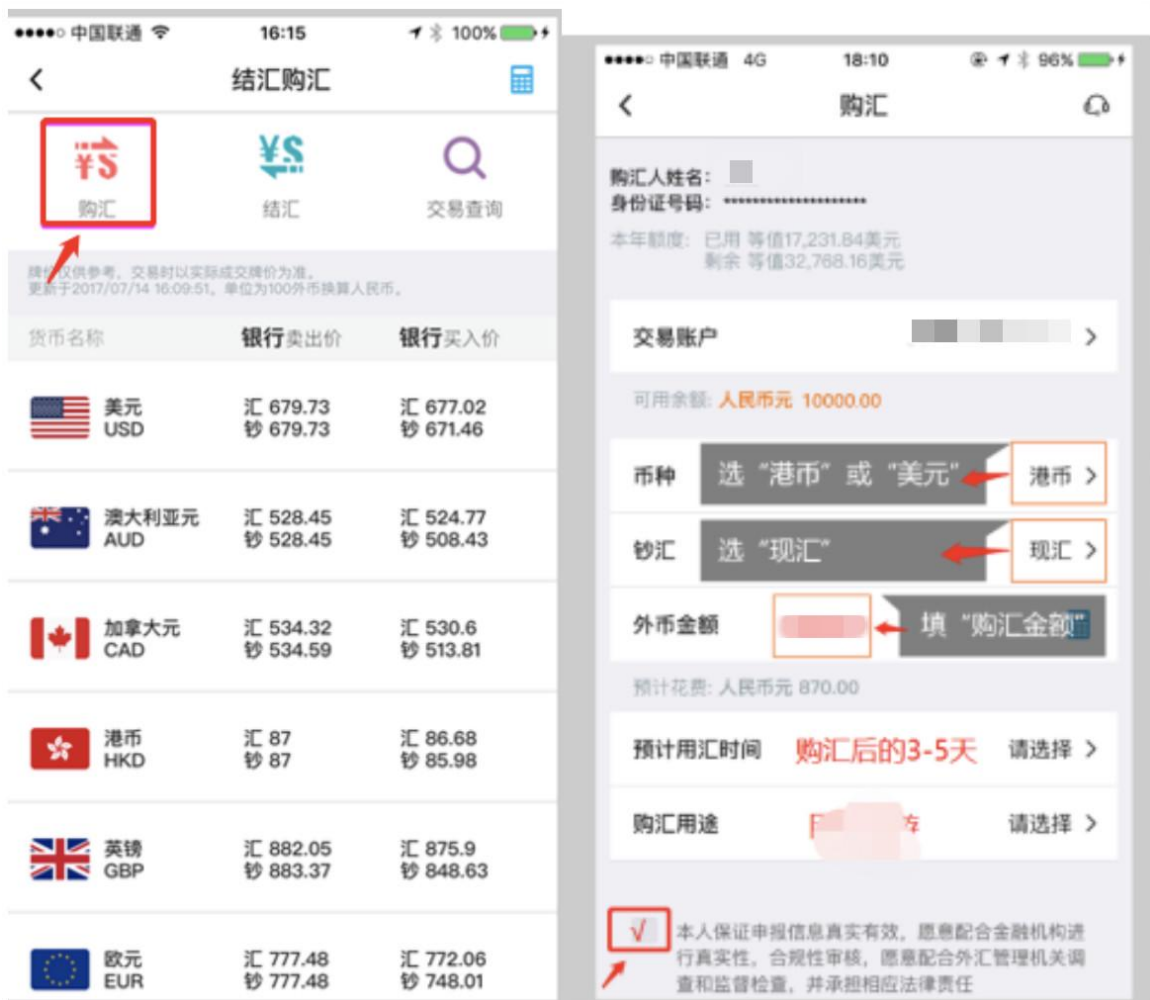 中国联通
16:15
100%
结汇购汇
购汇
结汇
交易查询
牌价仅供参考，交易时以实际成交牌价为准。
更新于2017/07/14 16:09:51，单位为100外币换算人民币。
货币名称
银行卖出价
银行买入价
美元
USD
汇 679.73
钞 679.73
汇 677.02
钞 671.46
澳大利亚元
AUD
汇 528.45
钞 528.45
汇 524.77
钞 508.43
加拿大元
CAD
汇 534.32
钞 534.59
汇 530.6
钞 513.81
港币
HKD
汇 87
钞 87
汇 86.68
钞 85.98
英镑
GBP
汇 882.05
钞 883.37
汇 875.9
钞 848.63
欧元
EUR
汇 777.48
钞 777.48
汇 772.06
钞 748.01
中国联通 4G
18:10
96%
购汇
购汇人姓名：
身份证号码： ********************
本年额度： 已用 等值17,231.84美元
剩余 等值32,768.16美元
交易账户
可用余额: 人民币元 10000.00
币种
选“港币”或“美元”
港币
钞汇
选“现汇”
现汇
外币金额
填“购汇金额”
预计花费: 人民币元 870.00
预计用汇时间
购汇后的3-5天
请选择
购汇用途
请选择
√
本人保证申报信息真实有效，愿意配合金融机构进
行真实性，合规性审核，愿意配合外汇管理机关调
查和监督检查，并承担相应法律责任